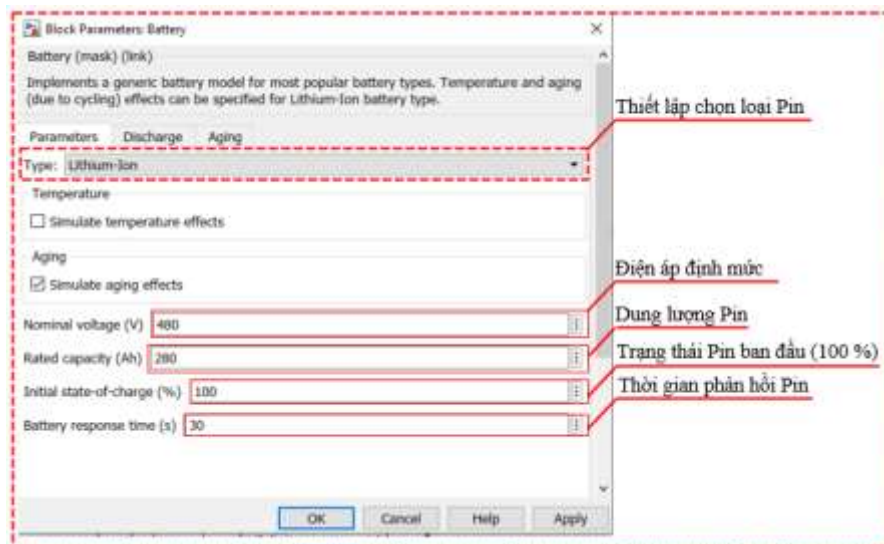 Block Parameters: Battery
Battery (mask) (link)
Implements a generic battery model for most popular battery types. Temperature and aging
(due to cycling) effects can be specified for Lithium-Ion battery type.
Parameters Discharge Aging
Type: Lithium-Ion
Thiết lập chọn loại Pin
Temperature
Simulate temperature effects
Aging
Simulate aging effects
Điện áp định mức
Nominal voltage (V) 480
Dung lượng Pin
Rated capacity (Ah) 280
Trạng thái Pin ban đầu (100 %)
Initial state-of-charge (%) 100
Thời gian phản hồi Pin
Battery response time (s) 30
OK Cancel Help Apply